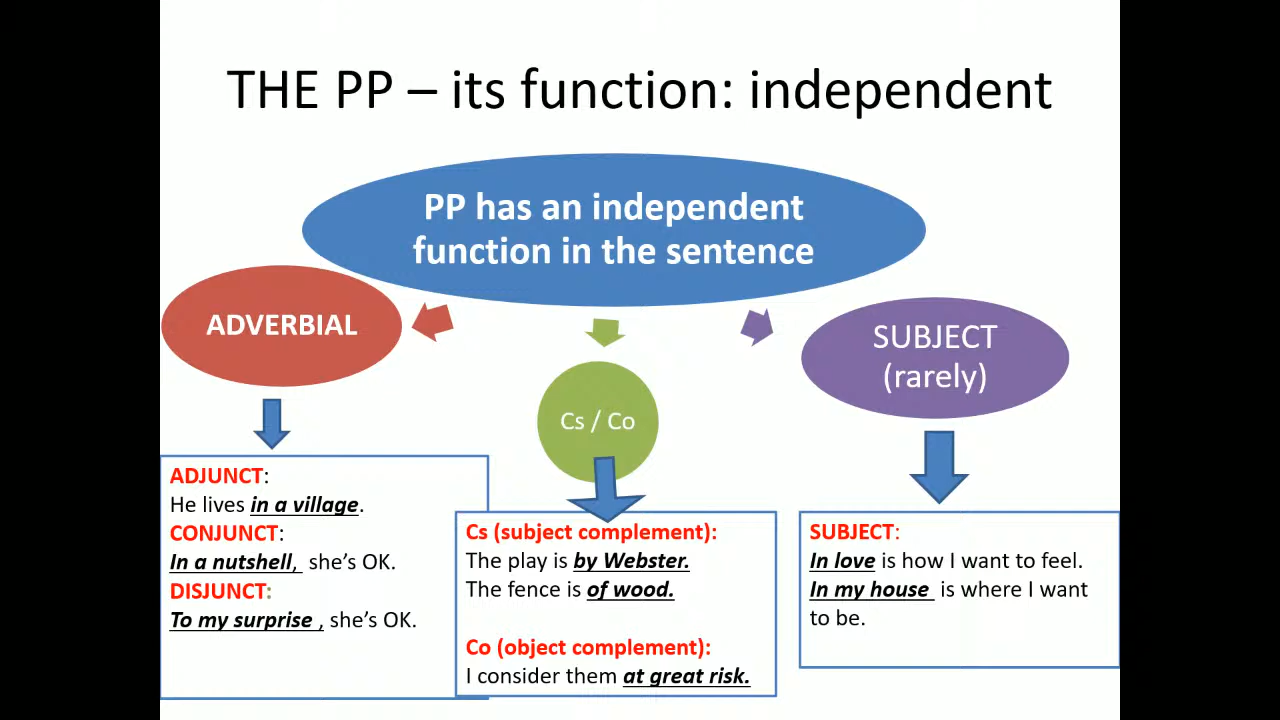 THE PP – its function: independent
PP has an independent
function in the sentence
ADVERBIAL
Cs / Co
SUBJECT
(rarely)
ADJUNCT:
He lives in a village.
CONJUNCT:
In a nutshell, she’s OK.
DISJUNCT:
To my surprise , she’s OK.
Cs (subject complement):
The play is by Webster.
The fence is of wood.
Co (object complement):
I consider them at great risk.
SUBJECT:
In love is how I want to feel.
In my house is where I want
to be.